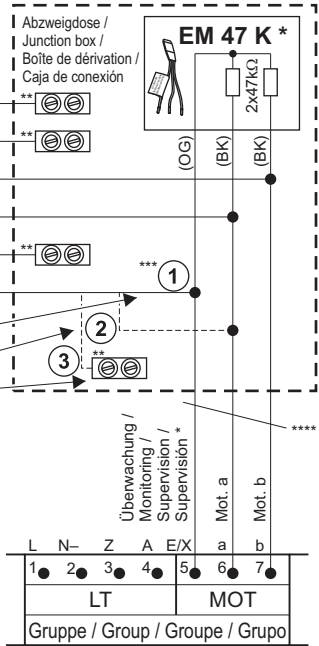 Abzweigdose /
Junction box /
Boîte de dérivation /
Caja de conexión
EM 47 K *
2x47kΩ
(OG)
(BK)
(BK)
**
**
**
*** 1
2
3
**
****
Überwachung /
Monitoring /
Supervision /
Supervisión *
Mot. a
Mot. b
L N– Z A E/X a b
1 2 3 4 5 6 7
LT MOT
Gruppe / Group / Groupe / Grupo